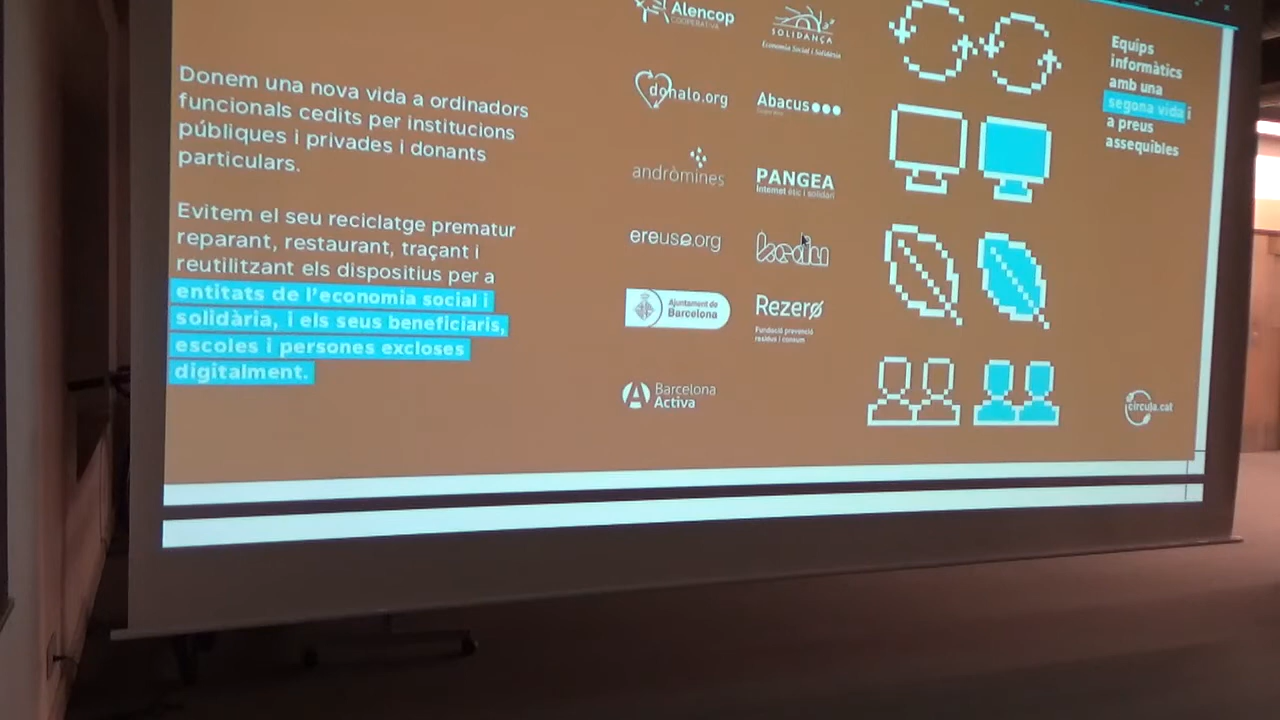 Donem una nova vida a ordinadors
funcionals cedits per institucions
públiques i privades i donants
particulars.
Evitem el seu reciclatge prematur
reparant, restaurant, traçant i
reutilitzant els dispositius per a
entitats de l'economia social i
solidària, i els seus beneficiaris,
escoles i persones excloses
digitalment.
Alencop
COOPERATIVA
SOLIDANÇA
Economia Social i Solidària
donalo.org
Abacus
andròmines
PANGEA
Internet ètic i solidari
ereuse.org
Ajuntament de
Barcelona
Rezerø
Fundació prevenció
residus i consum
Barcelona
Activa
Equips
informàtics
amb una
segona vida i
a preus
assequibles
circula.cat